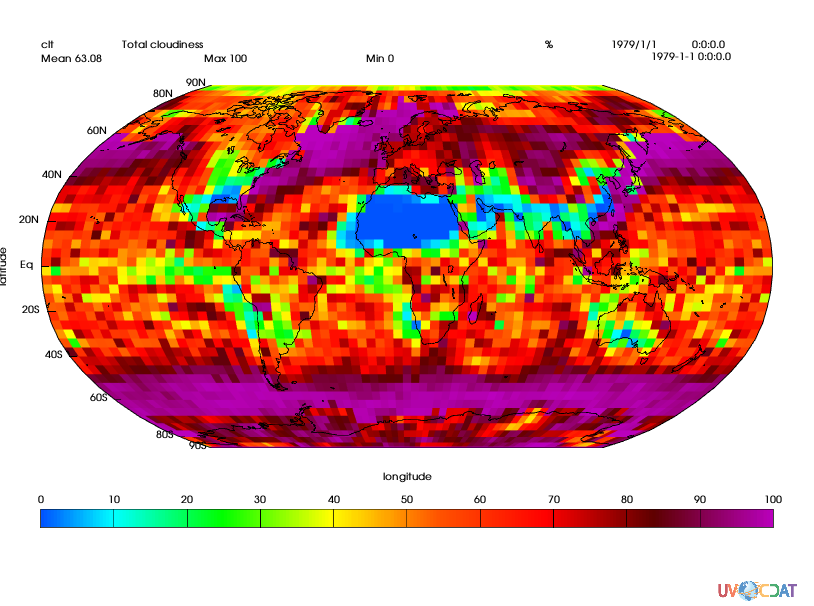 clt Total cloudiness % 1979/1/1 0:0:0.0
Mean 63.08 Max 100 Min 0 1979-1-1 0:0:0.0
90N
80N
60N
40N
20N
Eq
20S
40S
60S
80S
90S
latitude
longitude
0 10 20 30 40 50 60 70 80 90 100
UV CDAT